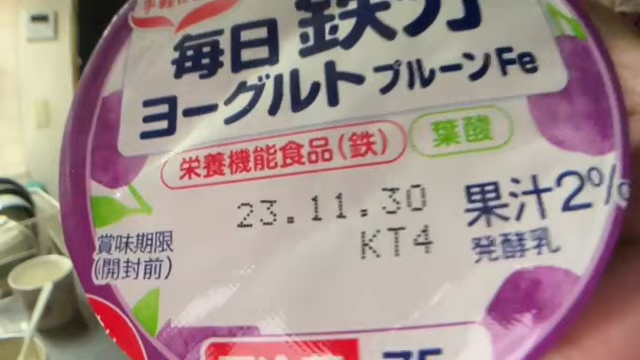 毎日 鉄分
ヨーグルト プルーンFe
栄養機能食品(鉄)
葉酸
23.11.30
KT4
賞味期限
(開封前)
果汁2%
発酵乳
75